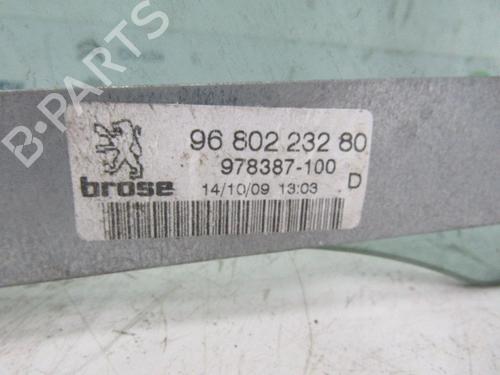 B-PARTS
96 802 232 80
978387-100
brose
14/10/09 13:03
D